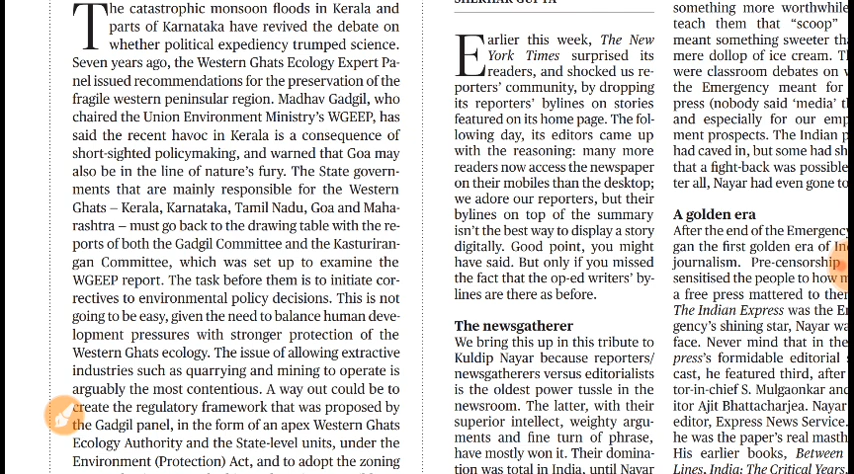 The catastrophic monsoon floods in Kerala and
parts of Karnataka have revived the debate on
whether political expediency trumped science.
Seven years ago, the Western Ghats Ecology Expert Pa-
nel issued recommendations for the preservation of the
fragile western peninsular region. Madhav Gadgil, who
chaired the Union Environment Ministry's WGEEP, has
said the recent havoc in Kerala is a consequence of
short-sighted policymaking, and warned that Goa may
also be in the line of nature's fury. The State govern-
ments that are mainly responsible for the Western
Ghats – Kerala, Karnataka, Tamil Nadu, Goa and Maha-
rashtra – must go back to the drawing table with the re-
ports of both the Gadgil Committee and the Kasturiran-
gan Committee, which was set up to examine the
WGEEP report. The task before them is to initiate cor-
rectives to environmental policy decisions. This is not
going to be easy, given the need to balance human deve-
lopment pressures with stronger protection of the
Western Ghats ecology. The issue of allowing extractive
industries such as quarrying and mining to operate is
arguably the most contentious. A way out could be to
create the regulatory framework that was proposed by
the Gadgil panel, in the form of an apex Western Ghats
Ecology Authority and the State-level units, under the
Environment (Protection) Act, and to adopt the zoning
SHEKHAR GUPTA
Earlier this week, The New
York Times surprised its
readers, and shocked us re-
porters' community, by dropping
its reporters' bylines on stories
featured on its home page. The fol-
lowing day, its editors came up
with the reasoning: many more
readers now access the newspaper
on their mobiles than the desktop;
we adore our reporters, but their
bylines on top of the summary
isn't the best way to display a story
digitally. Good point, you might
have said. But only if you missed
the fact that the op-ed writers' by-
lines are there as before.
The newsgatherer
We bring this up in this tribute to
Kuldip Nayar because reporters/
newsgatherers versus editorialists
is the oldest power tussle in the
newsroom. The latter, with their
superior intellect, weighty argu-
ments and fine turn of phrase,
have mostly won it. Their domina-
tion was total in India, until Nayar
something more worthwhile
teach them that “scoop”
meant something sweeter
mere dollop of ice cream.
were classroom debates on
the Emergency meant for
press (nobody said ‘media’
and especially for our
ment prospects. The Indian
had caved in, but some had
that a fight-back was possible
ter all, Nayar had even gone to
A golden era
After the end of the
gan the first golden era of
journalism. Pre-censorship
sensitised the people to how
a free press mattered to
The Indian Express was the
gency's shining star, Nayar
face. Never mind that in the
press's formidable editorial
cast, he featured third, after
tor-in-chief S. Mulgaonkar
itor Ajit Bhattacharjea. Nayar
editor, Express News Service.
he was the paper's real
His earlier books, Between
Lines, India: The Critical Years,